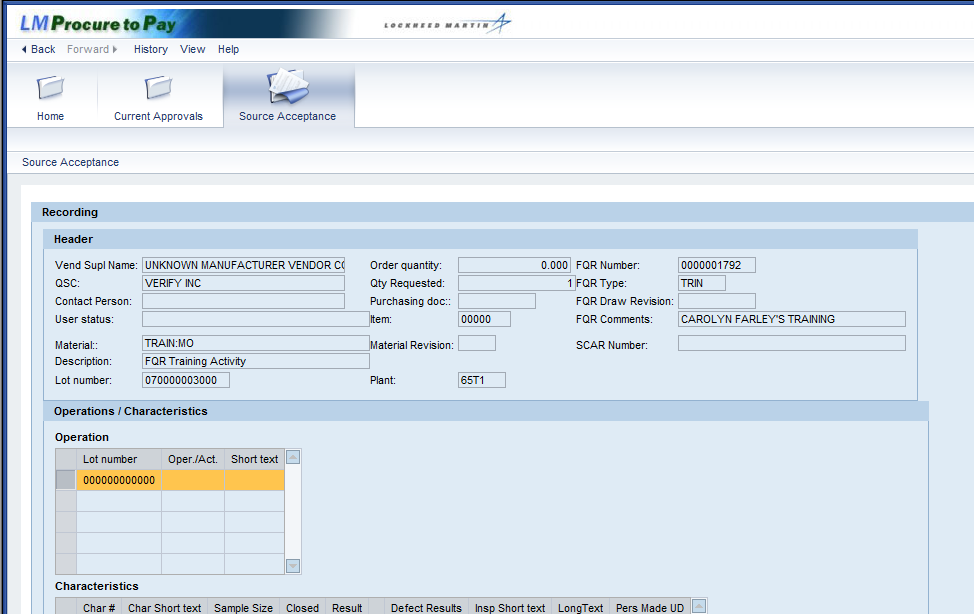 LM Procure to Pay LOCKHEED MARTIN
Back Forward History View Help
Home Current Approvals Source Acceptance
Source Acceptance
Recording
Header
Vend Supl Name: UNKNOWN MANUFACTURER VENDOR CO Order quantity: 0.000 FQR Number: 0000001792
QSC: VERIFY INC Qty Requested: 1 FQR Type: TRIN
Contact Person: Purchasing doc:: FQR Draw Revision:
User status: Item: 00000 FQR Comments: CAROLYN FARLEY'S TRAINING
Material:: TRAIN:MO Material Revision: SCAR Number:
Description: FQR Training Activity
Lot number: 070000003000 Plant: 65T1
Operations / Characteristics
Operation
Lot number Oper./Act. Short text
000000000000
Characteristics
Char # Char Short text Sample Size Closed Result Defect Results Insp Short text LongText Pers Made UD